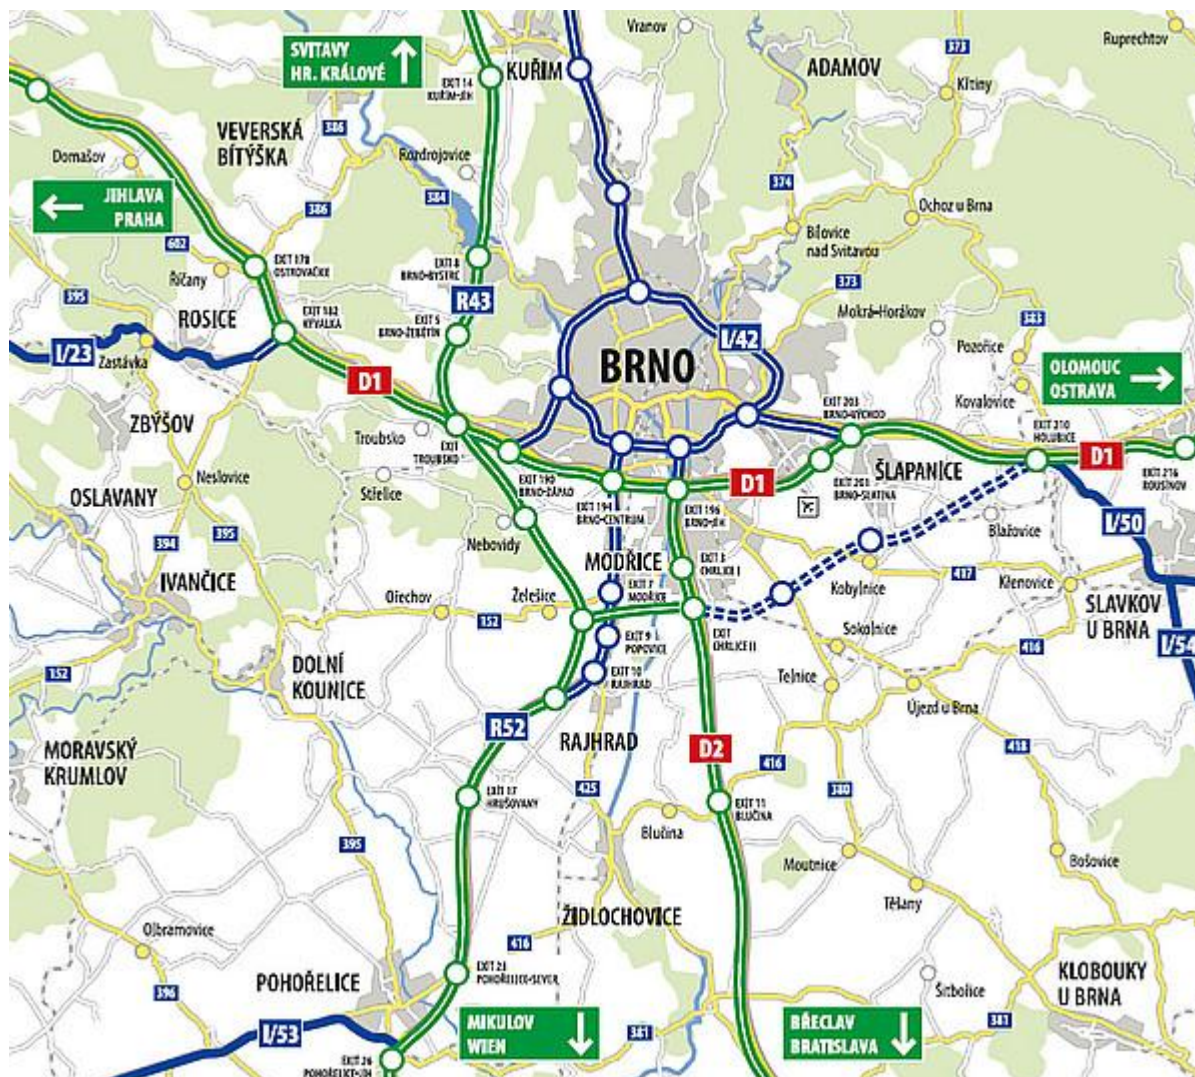 Vranov
373
Ruprechtov
SVITAVY
HR. KRÁLOVÉ
KUŘIM
EXIT 14
KUŘIM-JIH
ADAMOV
Křtiny
VEVERSKÁ
BÍTÝŠKA
386
Domašov
Rozdrojovice
JIHLAVA
PRAHA
384
374
386
Ochoz u Brna
Bílovice
nad Svitavou
602
EXIT 178
OSTROVAČICE
EXIT 8
BRNO-BYSTRC
Říčany
373
395
R43
Mokrá-Horákov
383
ROSICE
EXIT 182
KÝVALKA
EXIT 5
BRNO-ŽEBĚTÍN
I/42
Pozořice
I/23
Zastávka
BRNO
OLOMOUC
OSTRAVA
D1
Kovalovice
EXIT 203
BRNO-VÝCHOD
ZBÝŠOV
Troubsko
EXIT
TROUBSKO
EXIT 210
HOLUBICE
D1
Neslovice
EXIT 190
BRNO-ZÁPAD
D1
ŠLAPANICE
EXIT 216
ROUSÍNOV
OSLAVANY
Střelice
EXIT 201
BRNO-SLATINA
EXIT 194
BRNO-CENTRUM
EXIT 196
BRNO-JIH
I/50
Blažovice
394
395
Nebovidy
MODŘICE
EXIT 3
CHRLICE I
IVANČICE
417
Kobylnice
Křenovice
Ořechov
Želešice
EXIT 7
MODŘICE
SLAVKOV
U BRNA
152
EXIT 9
POPOVICE
EXIT
CHRLICE II
Sokolnice
416
I/54
152
DOLNÍ
KOUNICE
EXIT 10
RAJHRAD
Telnice
Újezd u Brna
R52
RAJHRAD
D2
418
MORAVSKÝ
KRUMLOV
416
425
380
EXIT 17
HRUŠOVANY
EXIT 11
BLUČINA
Blučina
395
Moutnice
Bošovice
Těšany
ŽIDLOCHOVICE
Olbramovice
416
EXIT 23
POHOŘELICE-SEVER
POHOŘELICE
KLOBOUKY
U BRNA
396
Šitbořice
MIKULOV
WIEN
BŘECLAV
BRATISLAVA
381
381
I/53
EXIT 26
POHOŘELICE-JIH